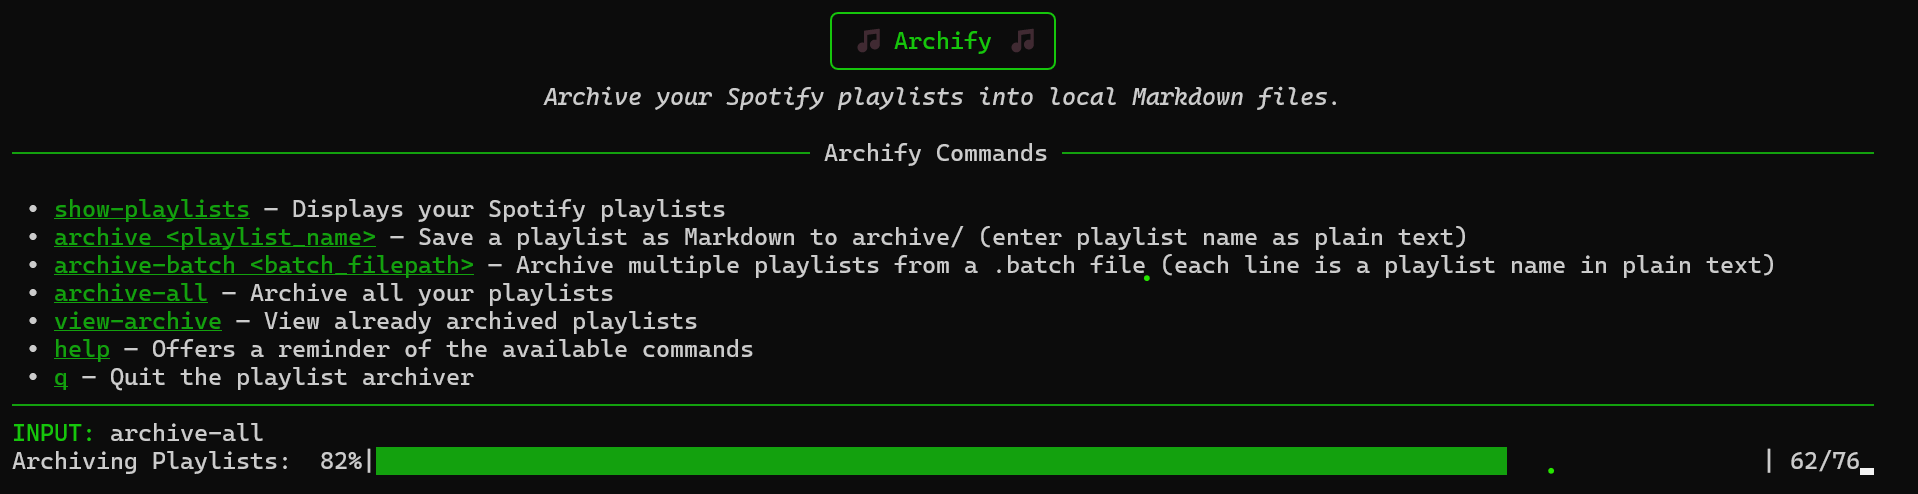 🎵 Archify 🎵
Archive your Spotify playlists into local Markdown files.
Archify Commands
• show-playlists — Displays your Spotify playlists
• archive <playlist_name> — Save a playlist as Markdown to archive/ (enter playlist name as plain text)
• archive-batch <batch_filepath> — Archive multiple playlists from a .batch file (each line is a playlist name in plain text)
• archive-all — Archive all your playlists
• view-archive — View already archived playlists
• help — Offers a reminder of the available commands
• q — Quit the playlist archiver
INPUT: archive-all
Archiving Playlists:  82%| | 62/76